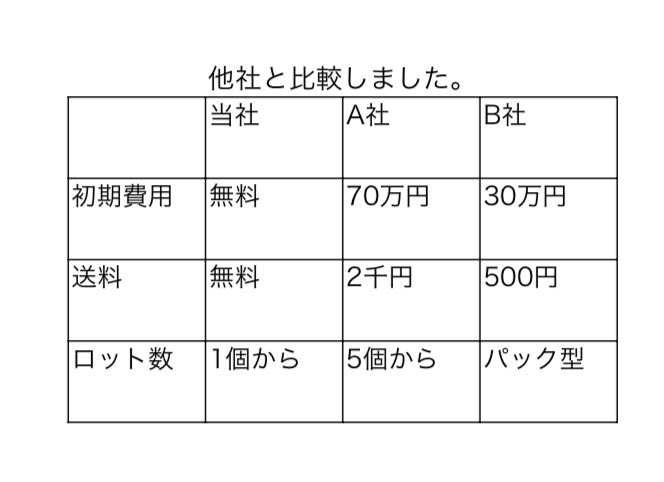 他社と比較しました。
当社 A社 B社
初期費用 無料 70万円 30万円
送料 無料 2千円 500円
ロット数 1個から 5個から パック型